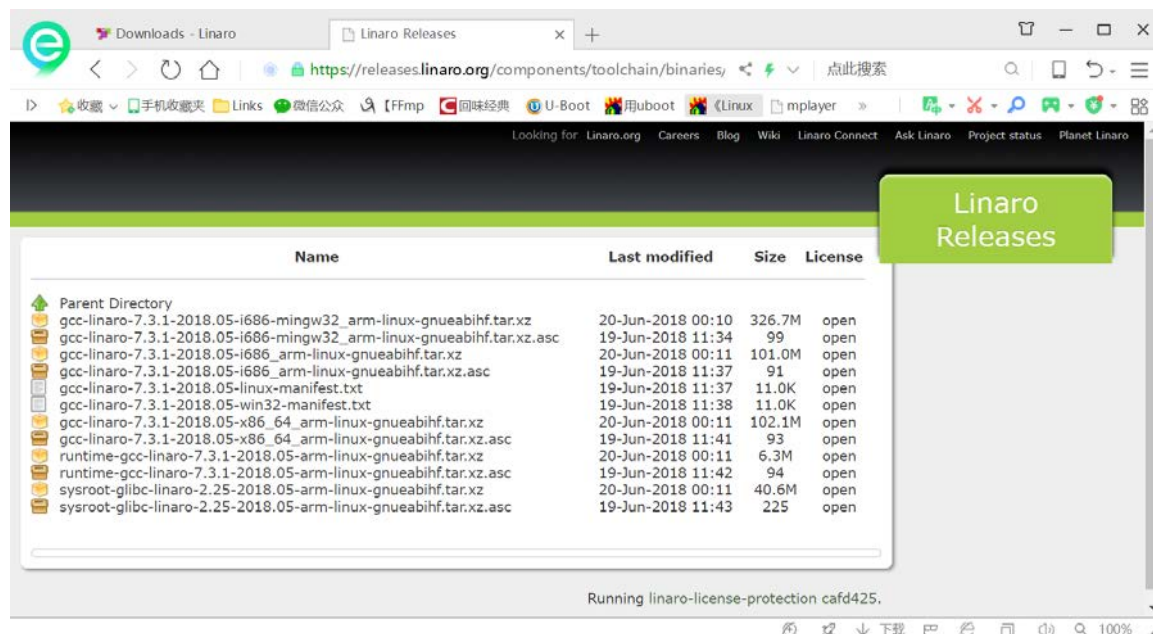 Downloads - Linaro
Linaro Releases
https://releases.linaro.org/components/toolchain/binaries/
点此搜索
收藏
手机收藏夹
Links
微信公众
【FFmp
回味经典
U-Boot
用uboot
《Linux
mplayer
Looking for Linaro.org Careers Blog Wiki Linaro Connect Ask Linaro Project status Planet Linaro
Linaro
Releases
Name Last modified Size License
Parent Directory
gcc-linaro-7.3.1-2018.05-i686-mingw32_arm-linux-gnueabihf.tar.xz 20-Jun-2018 00:10 326.7M open
gcc-linaro-7.3.1-2018.05-i686-mingw32_arm-linux-gnueabihf.tar.xz.asc 19-Jun-2018 11:34 99 open
gcc-linaro-7.3.1-2018.05-i686_arm-linux-gnueabihf.tar.xz 20-Jun-2018 00:11 101.0M open
gcc-linaro-7.3.1-2018.05-i686_arm-linux-gnueabihf.tar.xz.asc 19-Jun-2018 11:37 91 open
gcc-linaro-7.3.1-2018.05-linux-manifest.txt 19-Jun-2018 11:37 11.0K open
gcc-linaro-7.3.1-2018.05-win32-manifest.txt 19-Jun-2018 11:38 11.0K open
gcc-linaro-7.3.1-2018.05-x86_64_arm-linux-gnueabihf.tar.xz 20-Jun-2018 00:11 102.1M open
gcc-linaro-7.3.1-2018.05-x86_64_arm-linux-gnueabihf.tar.xz.asc 19-Jun-2018 11:41 93 open
runtime-gcc-linaro-7.3.1-2018.05-arm-linux-gnueabihf.tar.xz 20-Jun-2018 00:11 6.3M open
runtime-gcc-linaro-7.3.1-2018.05-arm-linux-gnueabihf.tar.xz.asc 19-Jun-2018 11:42 94 open
sysroot-glibc-linaro-2.25-2018.05-arm-linux-gnueabihf.tar.xz 20-Jun-2018 00:11 40.6M open
sysroot-glibc-linaro-2.25-2018.05-arm-linux-gnueabihf.tar.xz.asc 19-Jun-2018 11:43 225 open
Running linaro-license-protection cafd425.
下载
100%